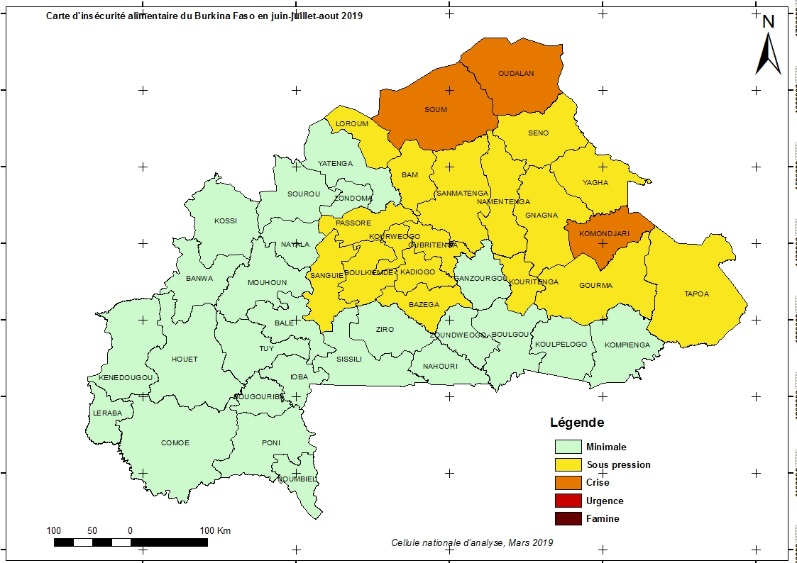 Carte d'insécurité alimentaire du Burkina Faso en juin-juillet-aout 2019
N
OUDALAN
SOUM
LOROUM
SENO
YATENGA
BAM
YAGHA
SOUROU
ZONDOMA
SANMATENGA
NAMENTENGA
GNAGNA
KOSSI
PASSORE
KOURWEOGO
OUBRITENGA
KOMONDJARI
NAYALA
SANGUIE
BOULKIEMDE
KADIOGO
GANZOURGOU
KOURITENGA
BANWA
MOUHOUN
GOURMA
TAPOA
BAZEGA
BALE
ZIRO
ZOUNDWEOGO
BOULGOU
KOULPELOGO
KOMPIENGA
TUY
HOUET
SISSILI
NAHOURI
KENEDOUGOU
IOBA
BOUGOURIBA
LERABA
COMOE
PONI
NOUMBIEL
Légende
Minimale
Sous pression
Crise
Urgence
Famine
100 50 0 100 Km
Cellule nationale d'analyse, Mars 2019